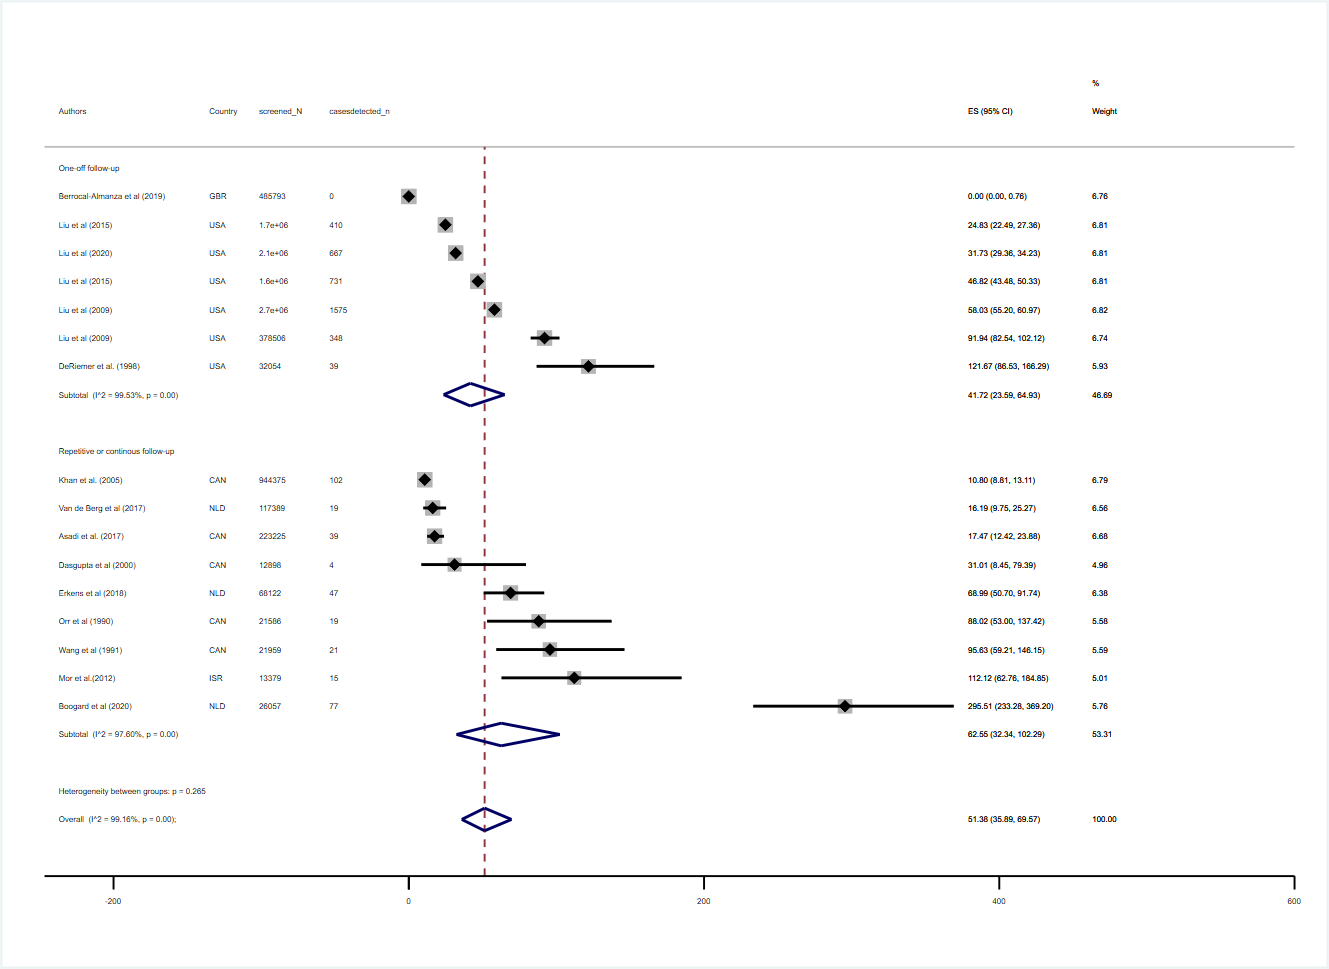 %
Authors Country screened_N casesdetected_n ES (95% CI) Weight
One-off follow-up
Berrocal-Almanza et al (2019) GBR 485793 0 0.00 (0.00, 0.76) 6.76
Liu et al (2015) USA 1.7e+06 410 24.83 (22.49, 27.36) 6.81
Liu et al (2020) USA 2.1e+06 667 31.73 (29.36, 34.23) 6.81
Liu et al (2015) USA 1.6e+06 731 46.82 (43.48, 50.33) 6.81
Liu et al (2009) USA 2.7e+06 1575 58.03 (55.20, 60.97) 6.82
Liu et al (2009) USA 378506 348 91.94 (82.54, 102.12) 6.74
DeRiemer et al. (1998) USA 32054 39 121.67 (86.53, 166.29) 5.93
Subtotal (I^2 = 99.53%, p = 0.00) 41.72 (23.59, 64.93) 46.69
Repetitive or continous follow-up
Khan et al. (2005) CAN 944375 102 10.80 (8.81, 13.11) 6.79
Van de Berg et al (2017) NLD 117389 19 16.19 (9.75, 25.27) 6.56
Asadi et al. (2017) CAN 223225 39 17.47 (12.42, 23.88) 6.68
Dasgupta et al (2000) CAN 12898 4 31.01 (8.45, 79.39) 4.96
Erkens et al (2018) NLD 68122 47 68.99 (50.70, 91.74) 6.38
Orr et al (1990) CAN 21586 19 88.02 (53.00, 137.42) 5.58
Wang et al (1991) CAN 21959 21 95.63 (59.21, 146.15) 5.59
Mor et al.(2012) ISR 13379 15 112.12 (62.76, 184.85) 5.01
Boogard et al (2020) NLD 26057 77 295.51 (233.28, 369.20) 5.76
Subtotal (I^2 = 97.60%, p = 0.00) 62.55 (32.34, 102.29) 53.31
Heterogeneity between groups: p = 0.265
Overall (I^2 = 99.16%, p = 0.00); 51.38 (35.89, 69.57) 100.00
-200 0 200 400 600